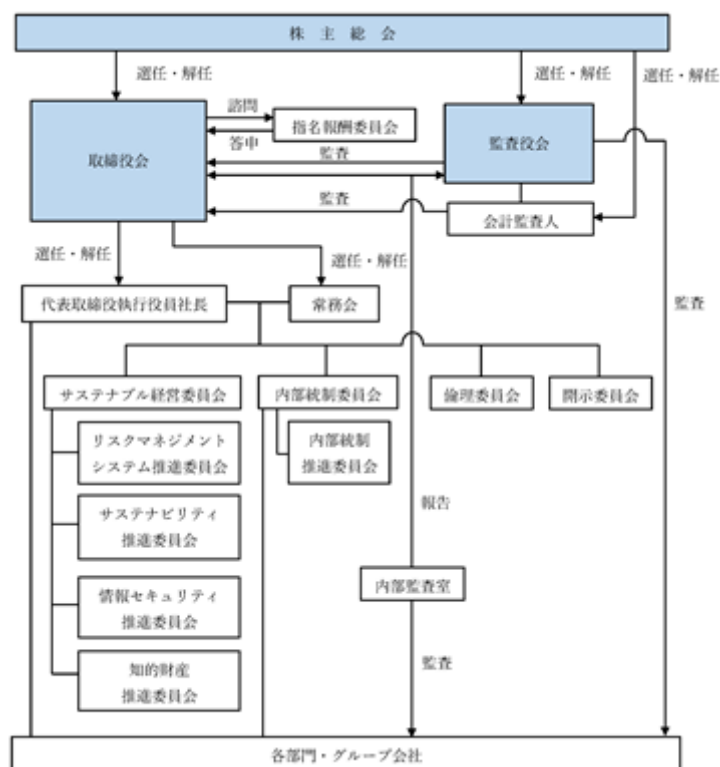 株主総会
選任・解任
選任・解任
選任・解任
諮問
指名報酬委員会
答申
監査
取締役会
監査役会
監査
会計監査人
選任・解任
選任・解任
代表取締役執行役員社長
常務会
監査
サステナブル経営委員会
内部統制委員会
倫理委員会
開示委員会
リスクマネジメント
システム推進委員会
内部統制
推進委員会
サステナビリティ
推進委員会
報告
情報セキュリティ
推進委員会
内部監査室
知的財産
推進委員会
監査
各部門・グループ会社